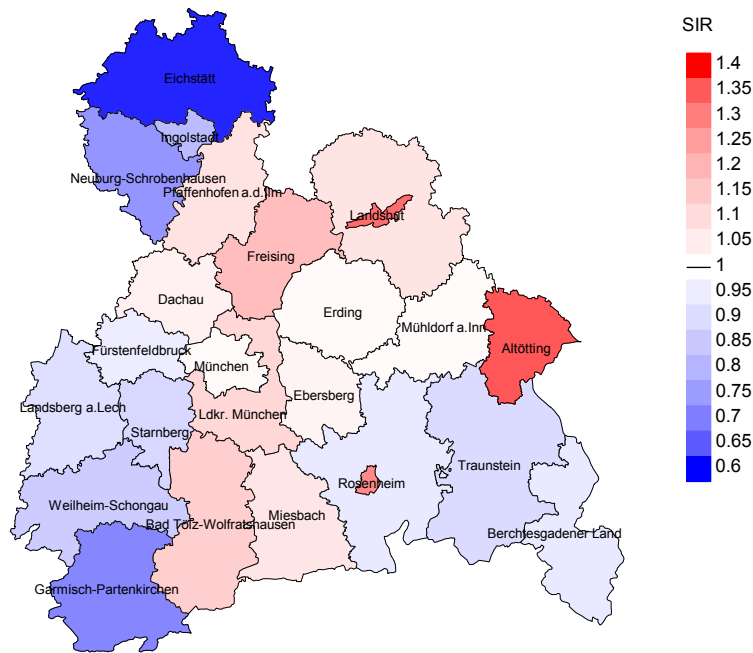 SIR
1.4
1.35
1.3
1.25
1.2
1.15
1.1
1.05
1
0.95
0.9
0.85
0.8
0.75
0.7
0.65
0.6
Eichstätt
Ingolstadt
Neuburg-Schrobenhausen
Pfaffenhofen a.d.Ilm
Landshut
Freising
Dachau
Erding
Mühldorf a.Inn
Altötting
Fürstenfeldbruck
München
Ebersberg
Landsberg a.Lech
Ldkr. München
Starnberg
Traunstein
Rosenheim
Weilheim-Schongau
Miesbach
Bad Tölz-Wolfratshausen
Berchtesgadener Land
Garmisch-Partenkirchen